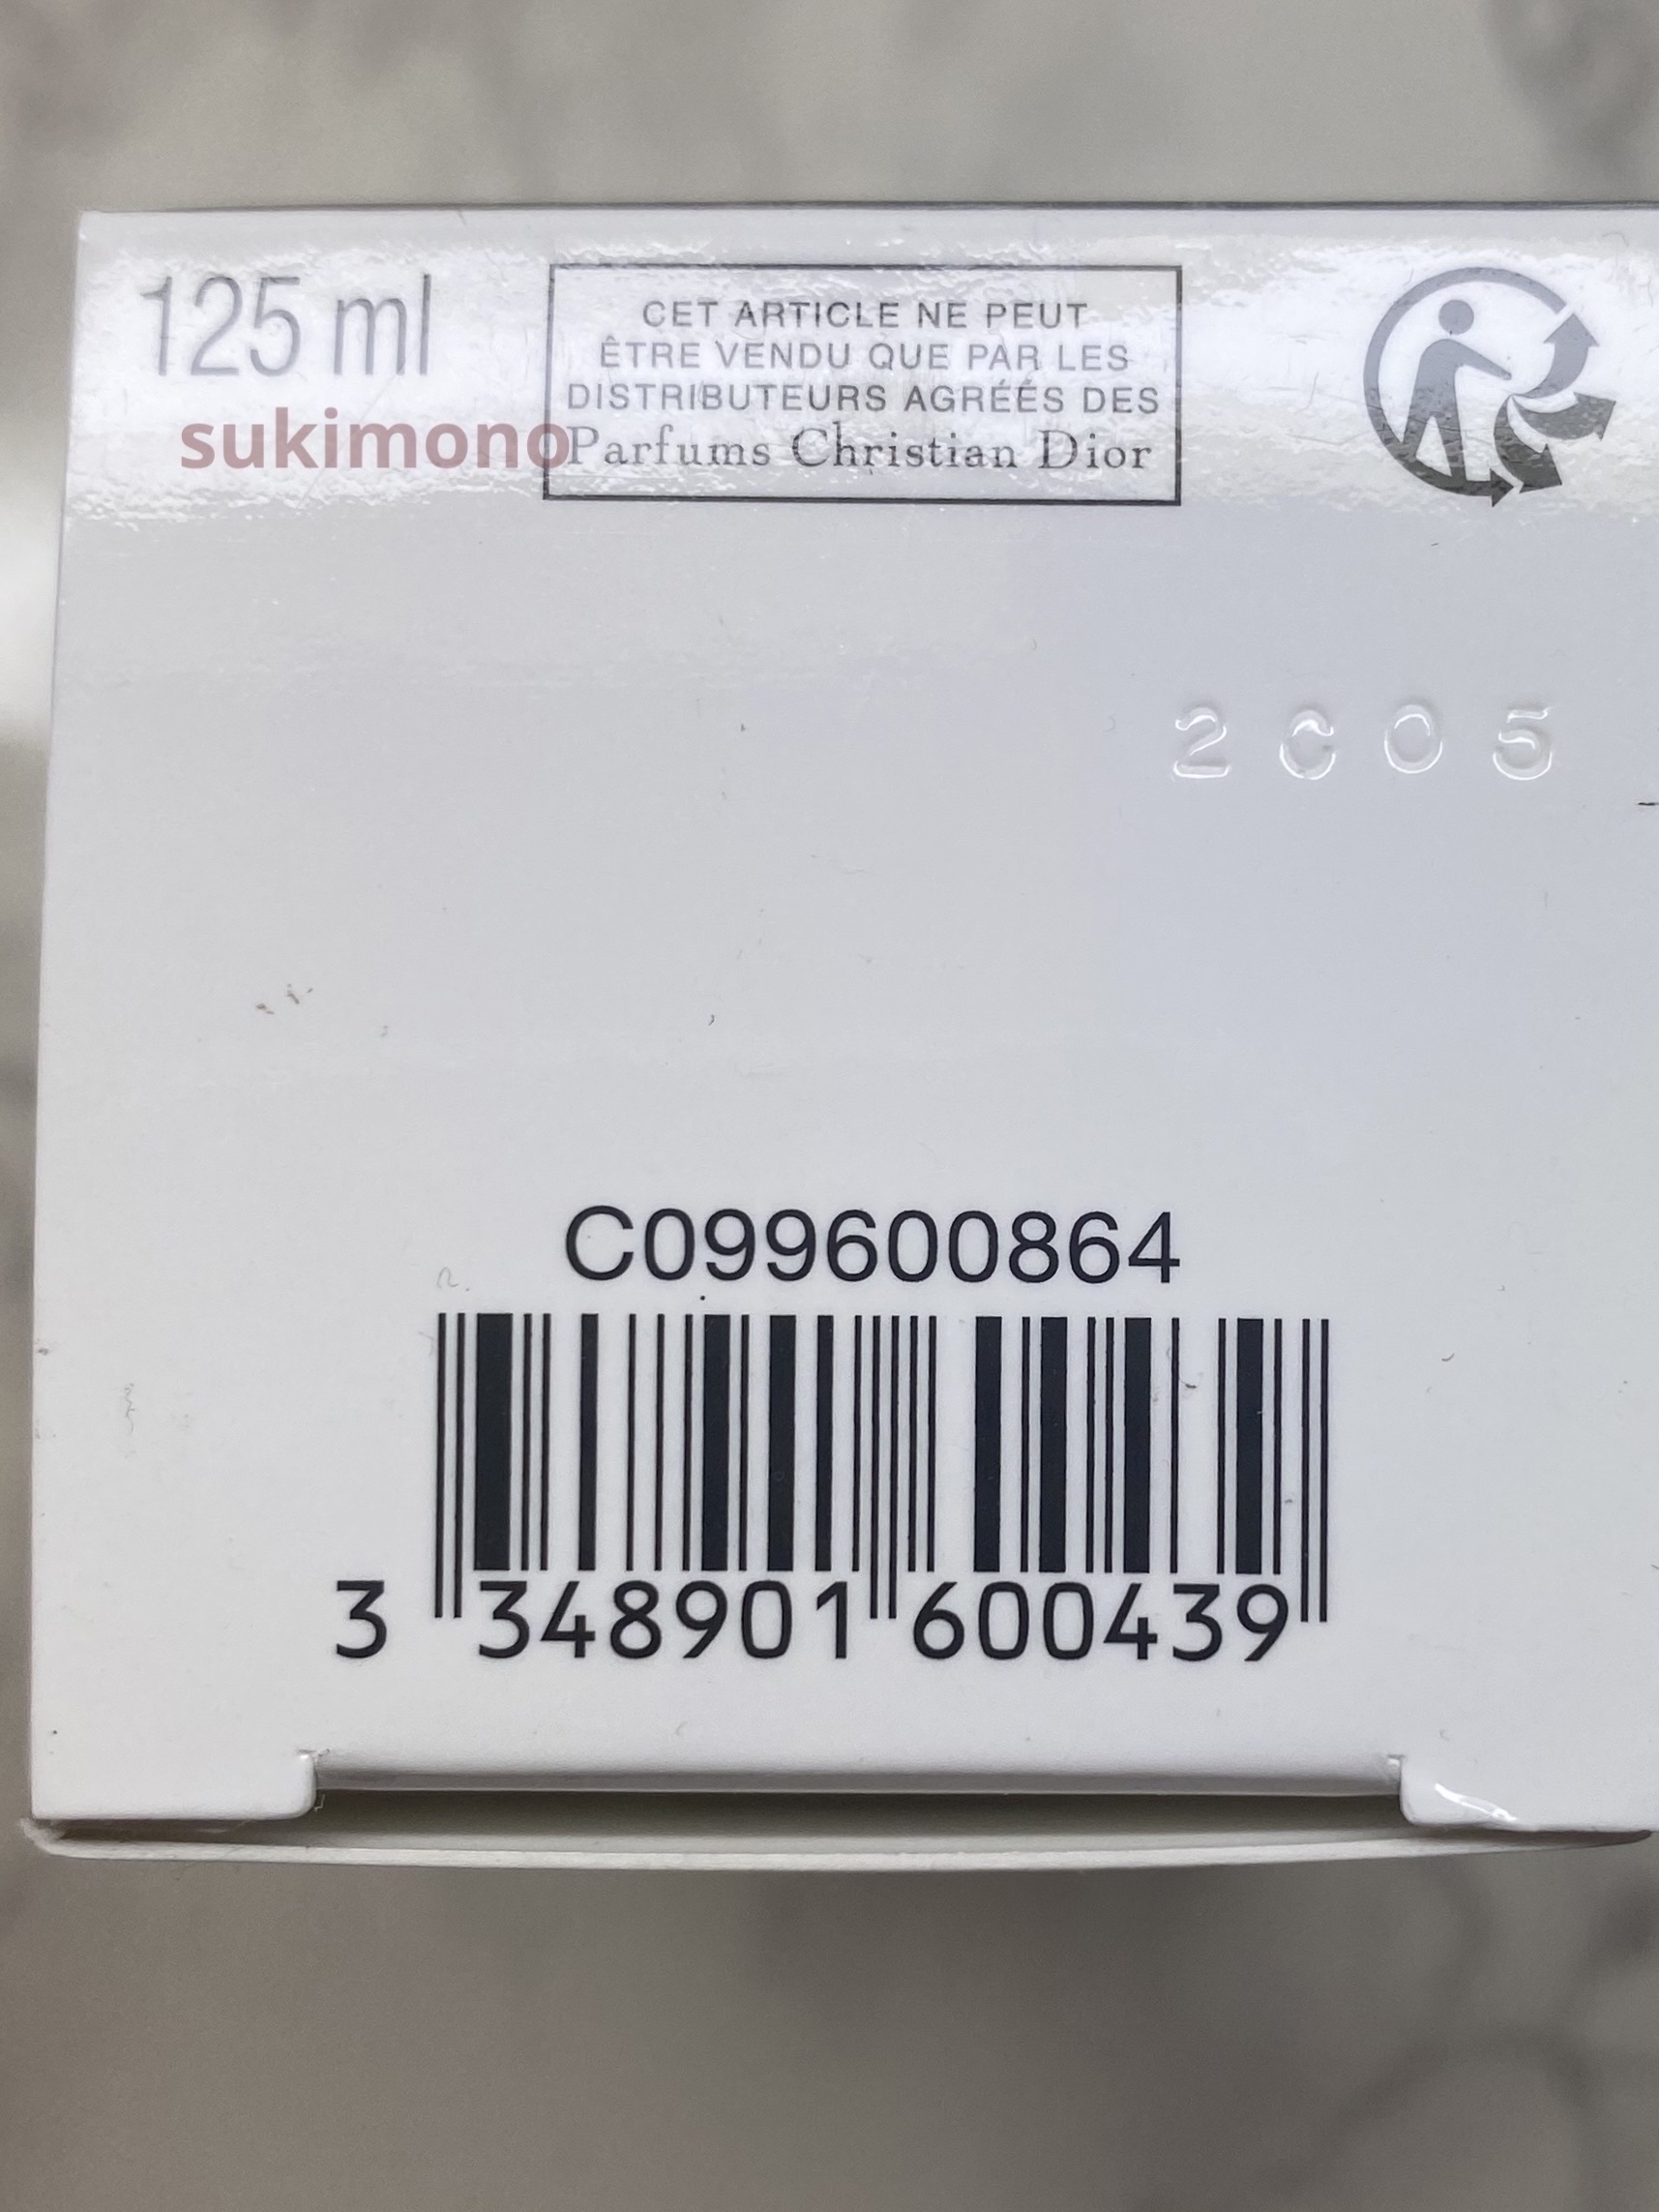 125 ml
CET ARTICLE NE PEUT
ÊTRE VENDU QUE PAR LES
DISTRIBUTEURS AGRÉÉS DES
Parfums Christian Dior
sukimono
2C05
C099600864
3 348901 600439